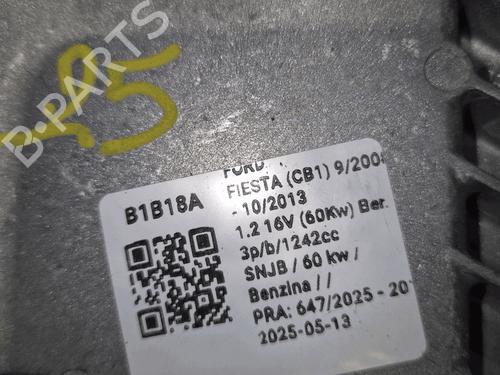 B-PARTS
25
FORD
B1B18A
FIESTA (CB1) 9/2008
- 10/2013
1.2 16V (60Kw) Ber.
3p/b/1242cc
SNJB / 60 kw /
Benzina / /
PRA: 647/2025 - 20
2025-05-13